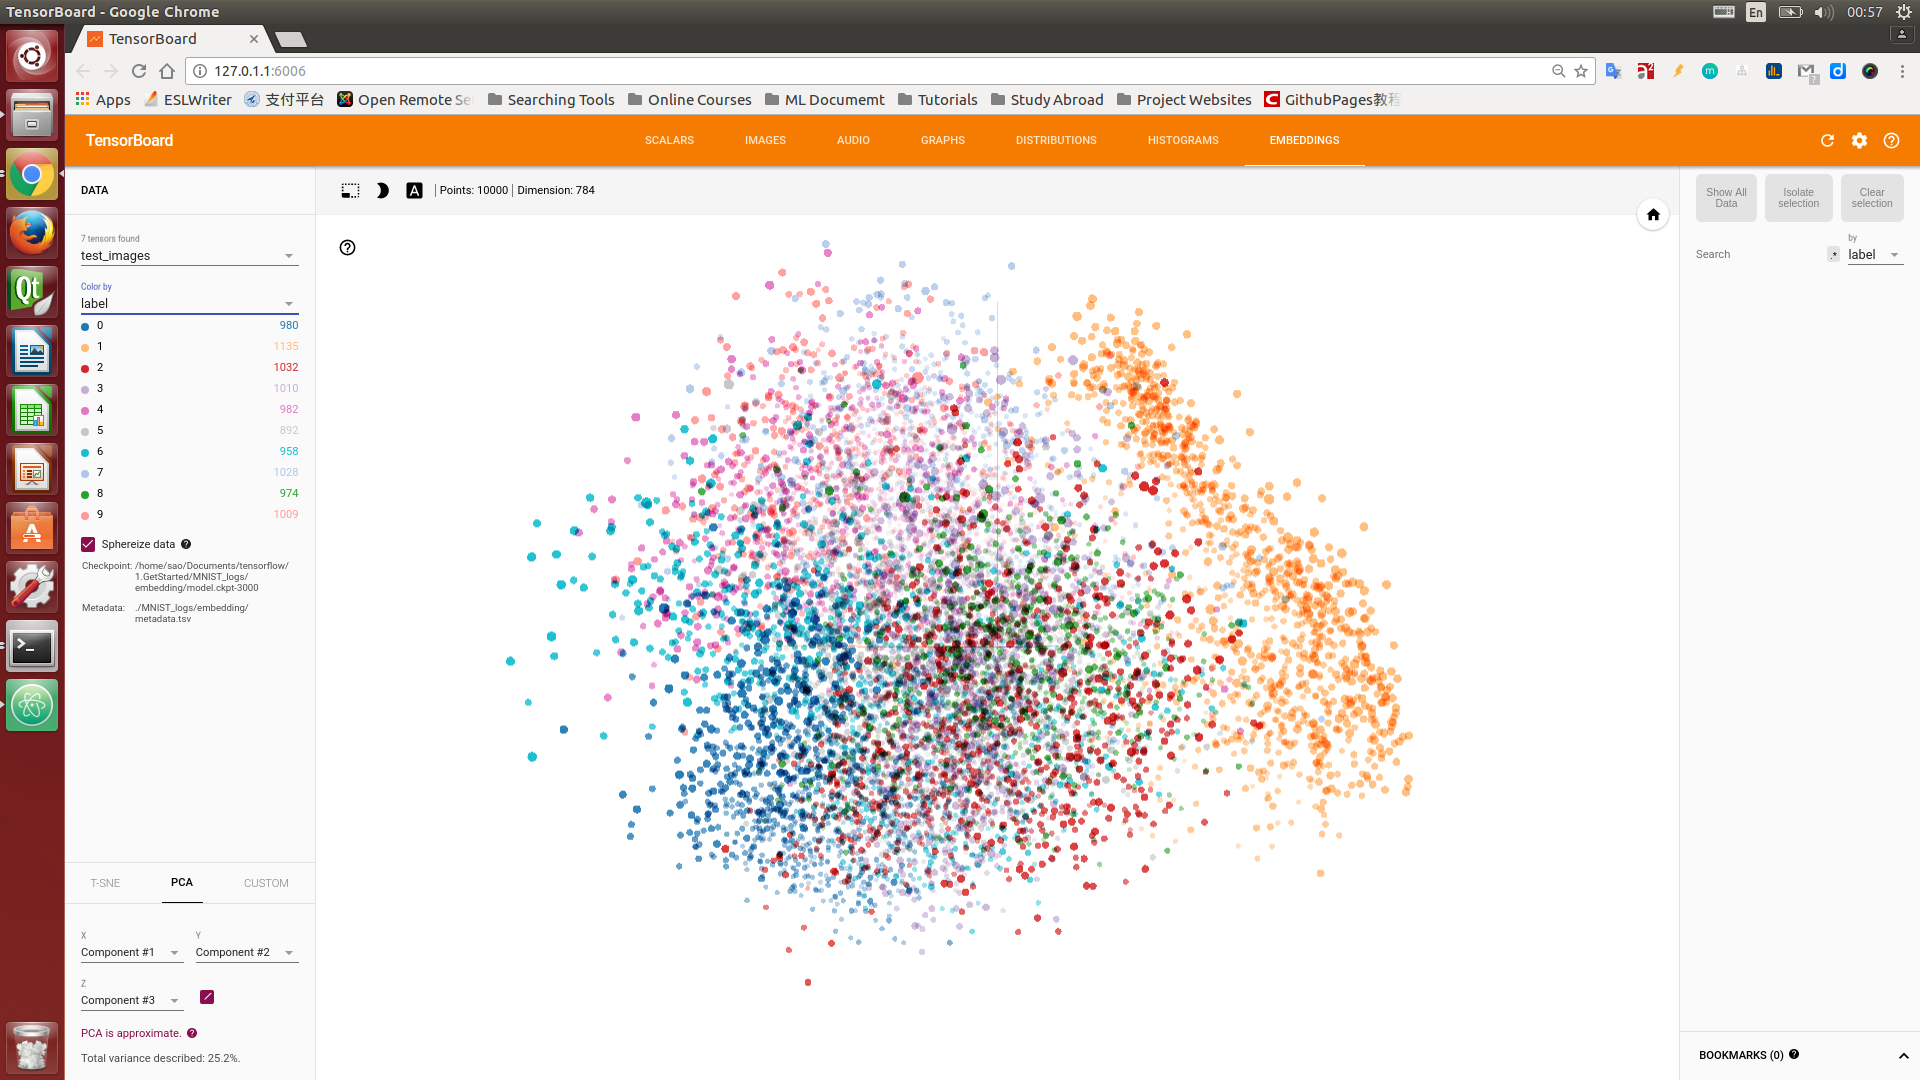 TensorBoard - Google Chrome
En
00:57
TensorBoard
127.0.1.1:6006
Apps
ESLWriter
支付平台
Open Remote Se
Searching Tools
Online Courses
ML Documemt
Tutorials
Study Abroad
Project Websites
GithubPages教程
TensorBoard
SCALARS
IMAGES
AUDIO
GRAPHS
DISTRIBUTIONS
HISTOGRAMS
EMBEDDINGS
DATA
7 tensors found
test_images
Color by
label
0 980
1 1135
2 1032
3 1010
4 982
5 892
6 958
7 1028
8 974
9 1009
Sphereize data
Checkpoint: /home/sao/Documents/tensorflow/
1.GetStarted/MNIST_logs/
embedding/model.ckpt-3000
Metadata: ./MNIST_logs/embedding/
metadata.tsv
T-SNE
PCA
CUSTOM
X
Component #1
Y
Component #2
Z
Component #3
PCA is approximate.
Total variance described: 25.2%.
A
Points: 10000
Dimension: 784
Show All
Data
Isolate
selection
Clear
selection
Search
.*
by
label
BOOKMARKS (0)